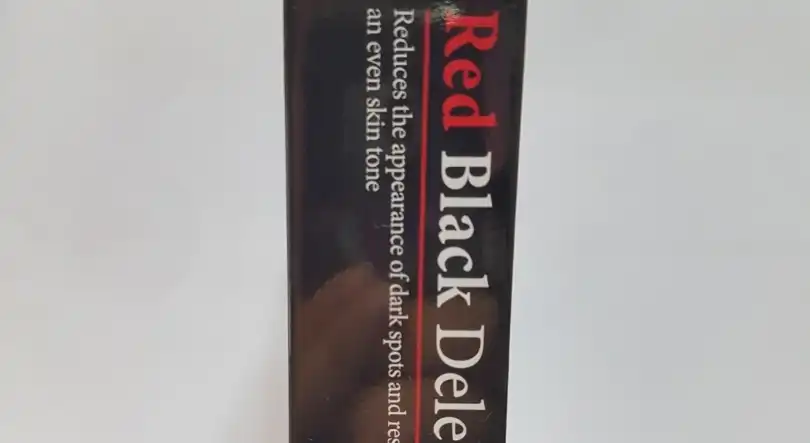 Red Black Dele
Reduces the appearance of dark spots and res
an even skin tone